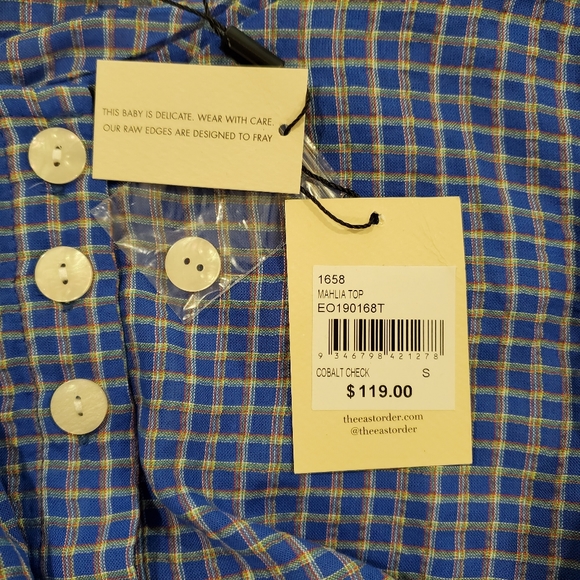 THIS BABY IS DELICATE. WEAR WITH CARE.
OUR RAW EDGES ARE DESIGNED TO FRAY
1658
MAHLIA TOP
EO190168T
9 346798 421278
COBALT CHECK S
$119.00
theeastorder.com
@theeastorder